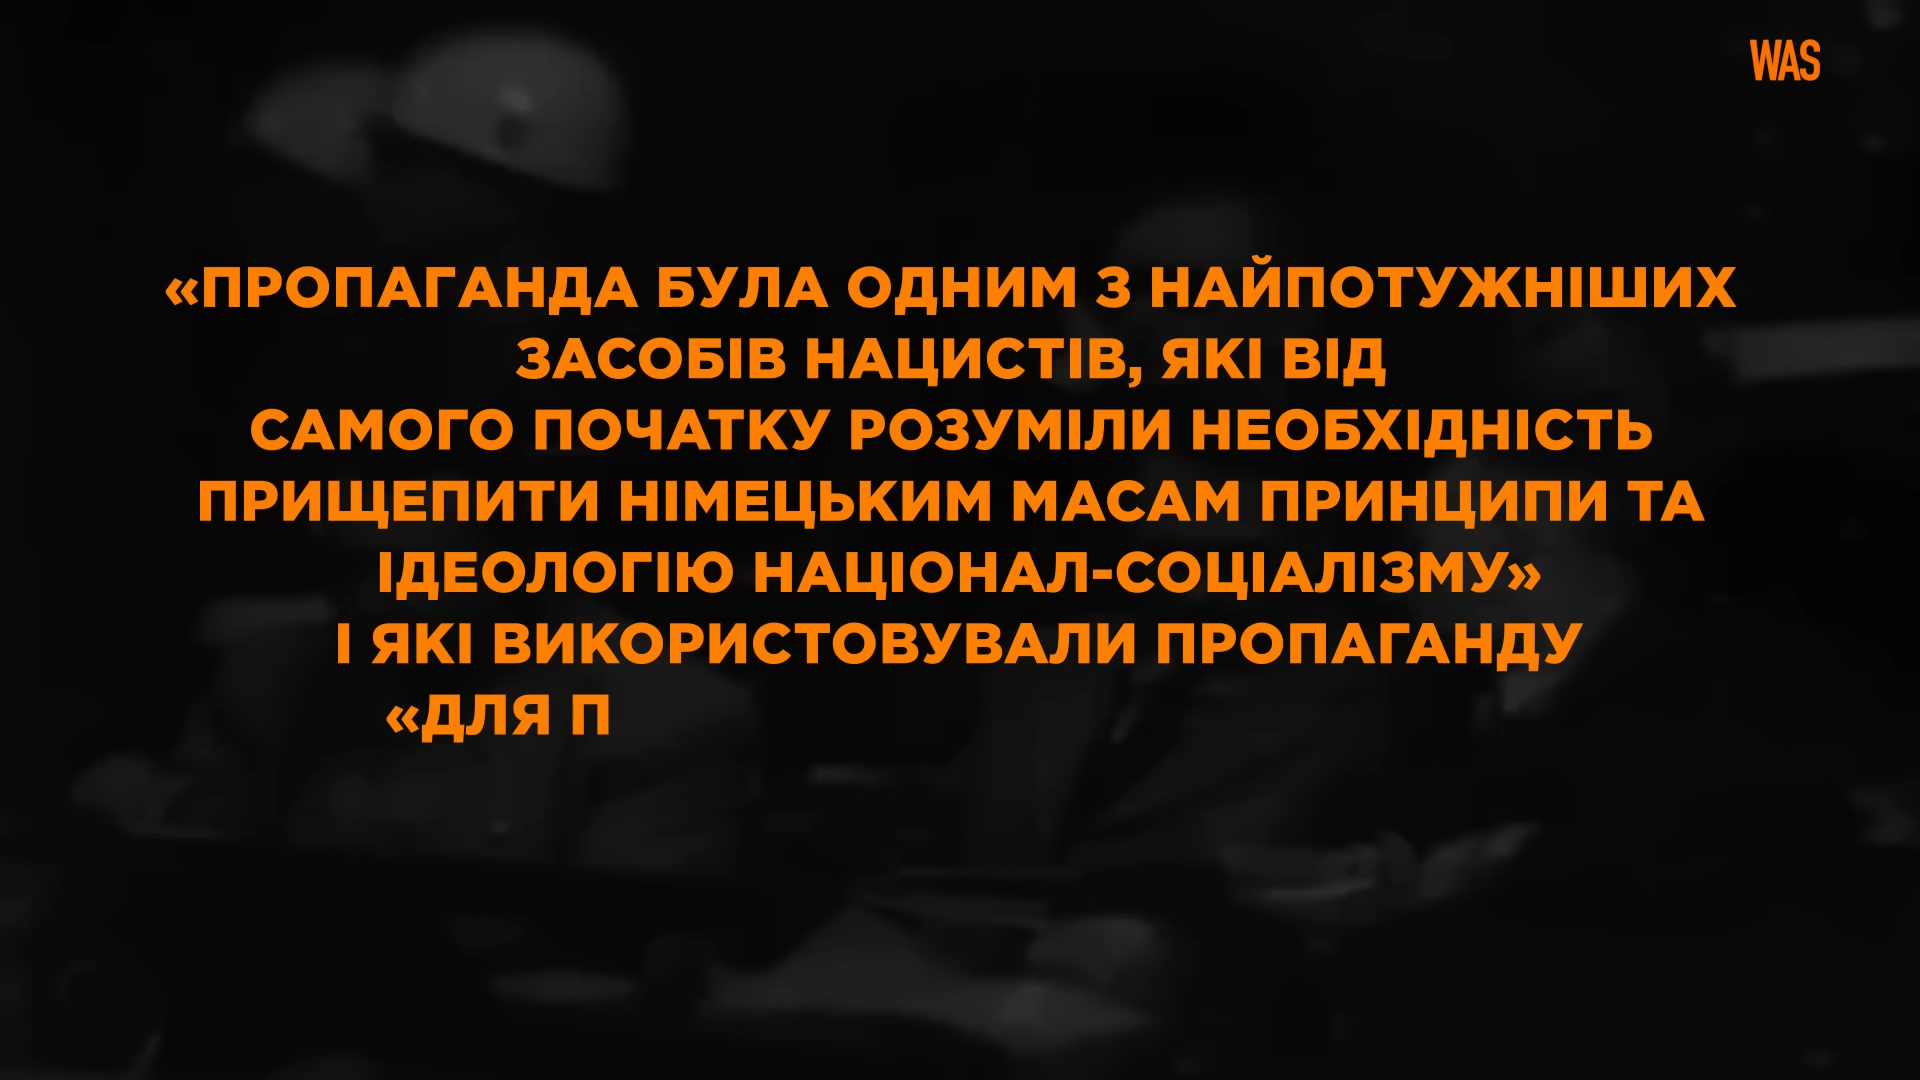 WAS
«ПРОПАГАНДА БУЛА ОДНИМ З НАЙПОТУЖНІШИХ
ЗАСОБІВ НАЦИСТІВ, ЯКІ ВІД
САМОГО ПОЧАТКУ РОЗУМІЛИ НЕОБХІДНІСТЬ
ПРИЩЕПИТИ НІМЕЦЬКИМ МАСАМ ПРИНЦИПИ ТА
ІДЕОЛОГІЮ НАЦІОНАЛ-СОЦІАЛІЗМУ»
І ЯКІ ВИКОРИСТОВУВАЛИ ПРОПАГАНДУ
«ДЛЯ П